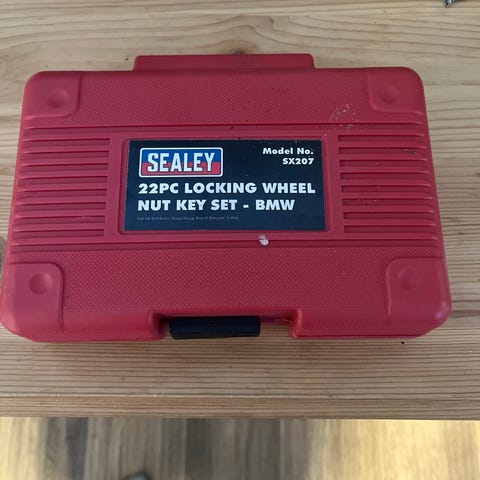 SEALEY
Model No.
SX207
22PC LOCKING WHEEL
NUT KEY SET - BMW